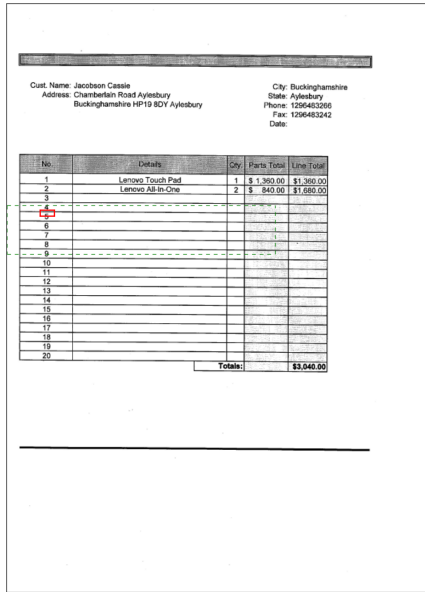 Cust. Name: Jacobson Cassie
Address: Chamberlain Road Aylesbury
Buckinghamshire HP19 8DY Aylesbury
City: Buckinghamshire
State: Aylesbury
Phone: 1296483266
Fax: 1296483242
Date:
No. Details Qty. Parts Total Line Total
1 Lenovo Touch Pad 1 $ 1,360.00 $1,360.00
2 Lenovo All-In-One 2 $ 840.00 $1,680.00
3
4
5
6
7
8
9
10
11
12
13
14
15
16
17
18
19
20
Totals: $3,040.00